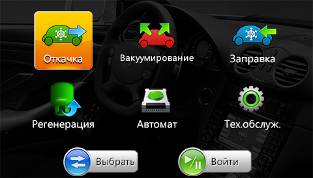 Откачка
Вакуумирование
Заправка
Регенерация
Автомат
Тех.обслуж.
Выбрать
Войти